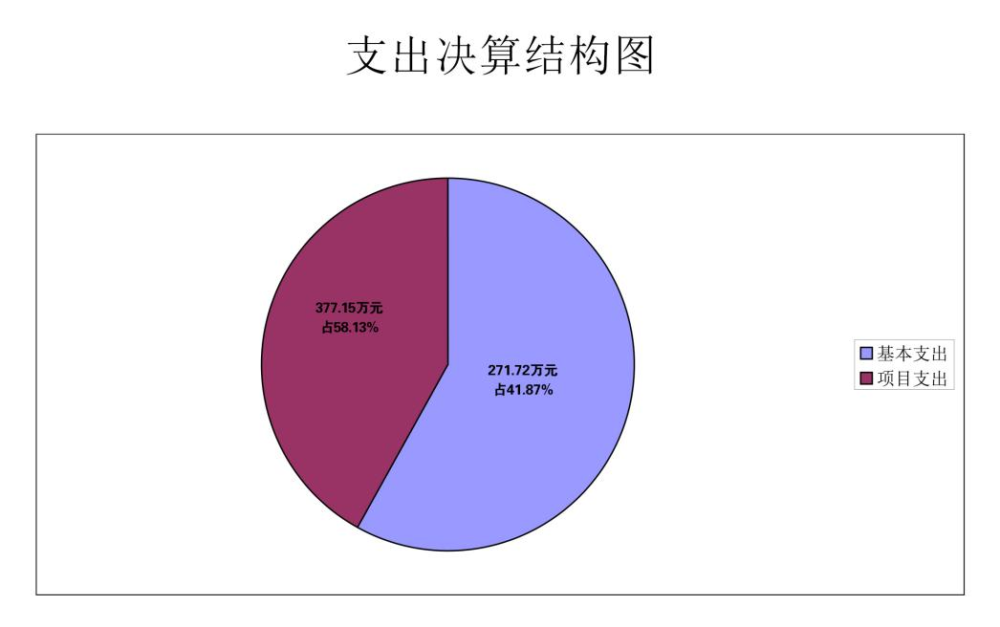 支出决算结构图
377.15万元
占58.13%
271.72万元
占41.87%
基本支出
项目支出